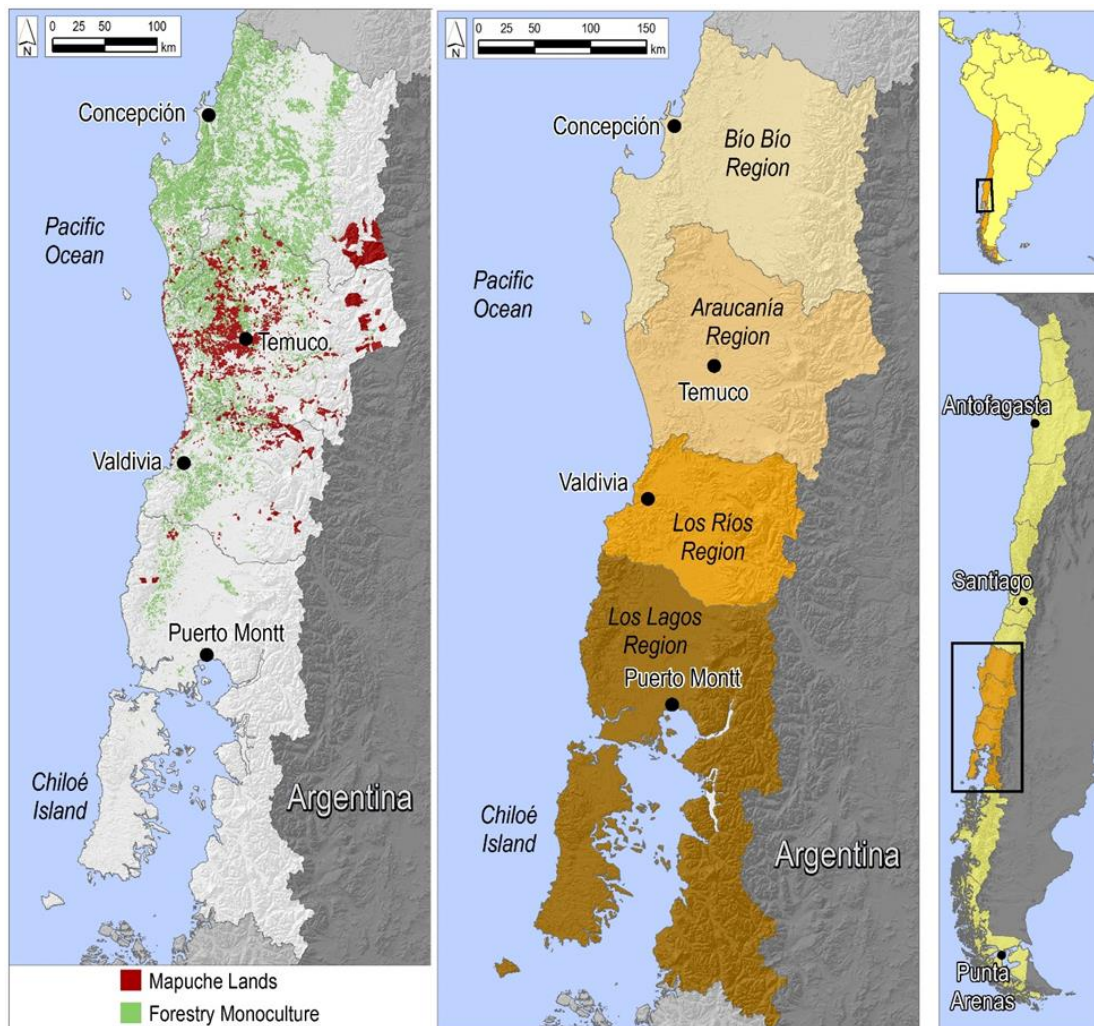 N
0 25 50 100
km
Concepción
Pacific
Ocean
Temuco
Valdivia
Puerto Montt
Chiloé
Island
Argentina
Mapuche Lands
Forestry Monoculture
N
0 25 50 100 150
km
Concepción
Bío Bío
Region
Pacific
Ocean
Araucanía
Region
Temuco
Valdivia
Los Ríos
Region
Los Lagos
Region
Puerto Montt
Chiloé
Island
Argentina
Antofagasta
Santiago
Punta
Arenas